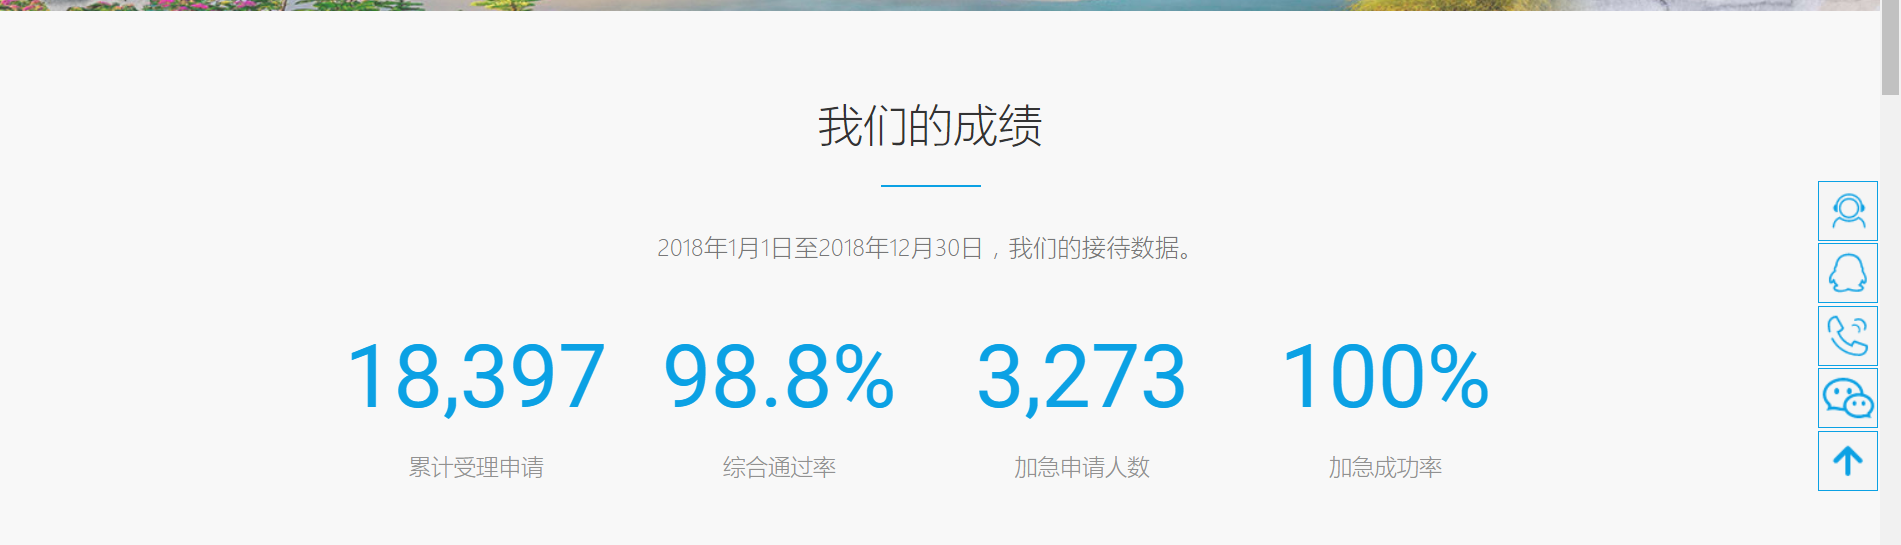 我们的成绩
2018年1月1日至2018年12月30日，我们的接待数据。
18,397 98.8% 3,273 100%
累计受理申请 综合通过率 加急申请人数 加急成功率